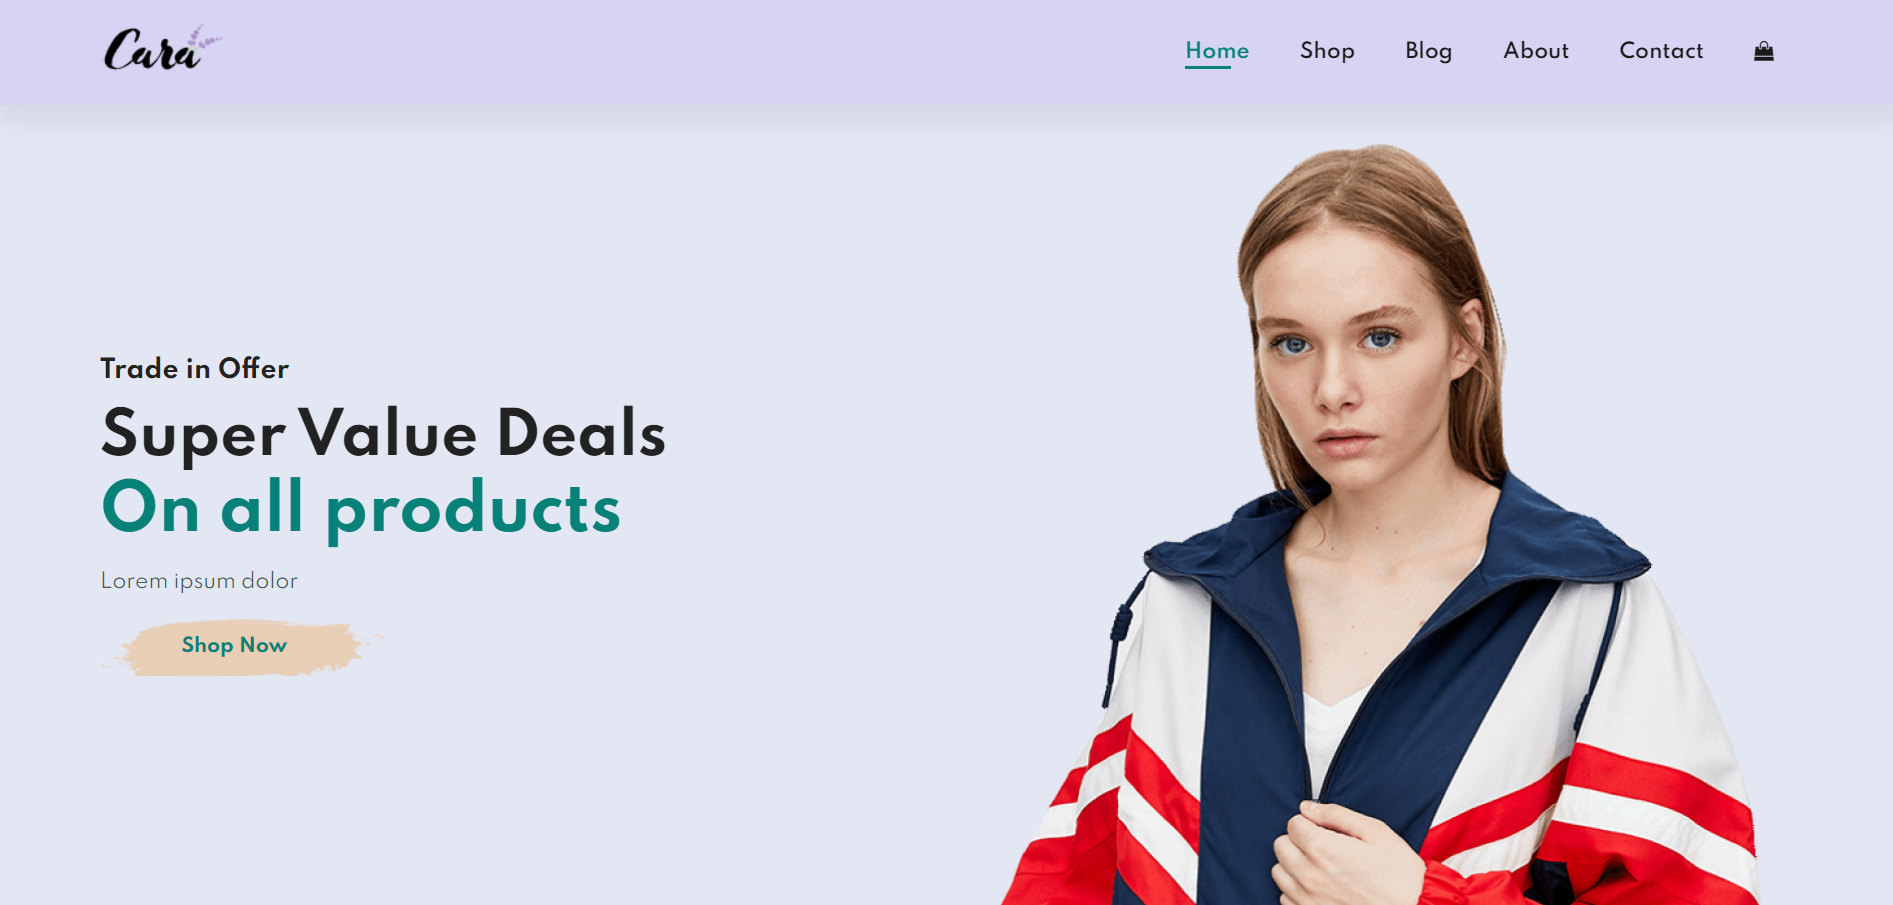 Cara
Home Shop Blog About Contact
Trade in Offer
Super Value Deals
On all products
Lorem ipsum dolor
Shop Now